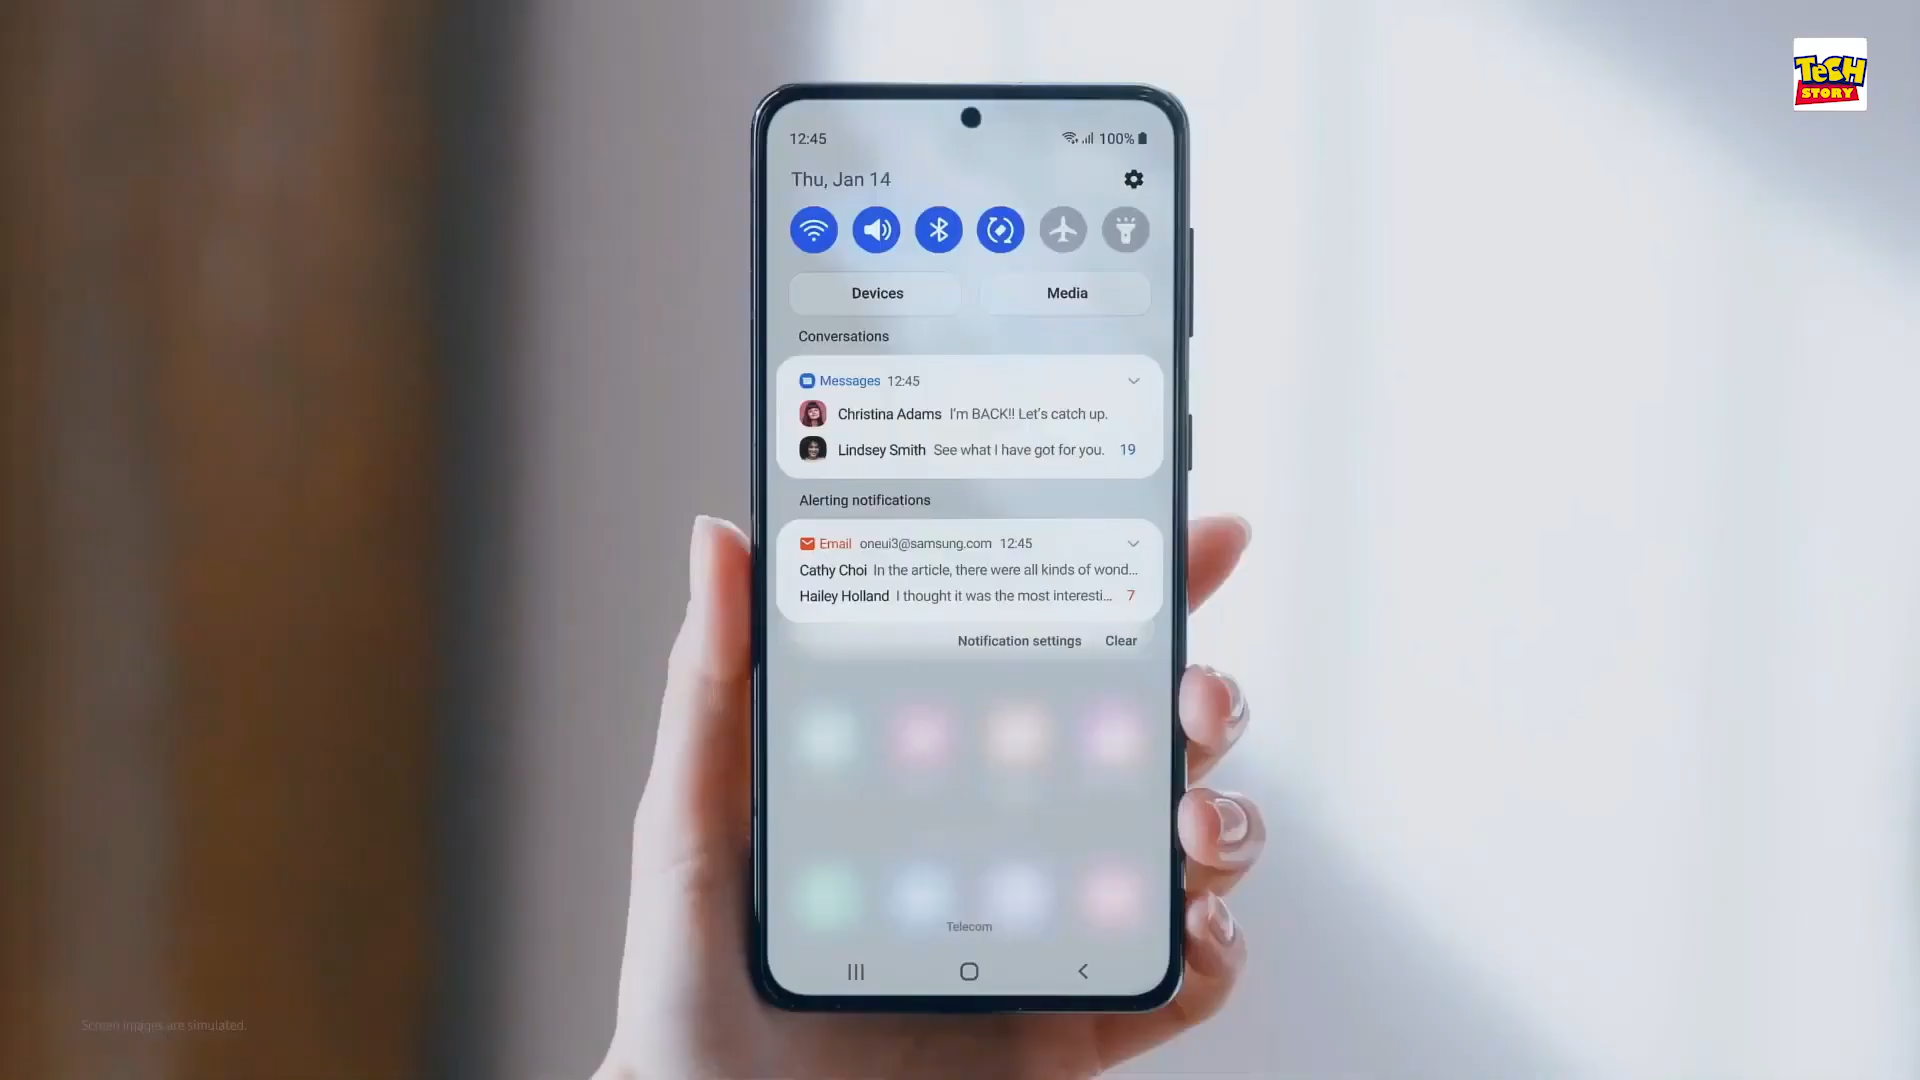 TeCH
STORY
12:45
100%
Thu, Jan 14
Devices
Media
Conversations
Messages 12:45
Christina Adams I'm BACK!! Let's catch up.
Lindsey Smith See what I have got for you. 19
Alerting notifications
Email oneui3@samsung.com 12:45
Cathy Choi In the article, there were all kinds of wond...
Hailey Holland I thought it was the most interesti... 7
Notification settings Clear
Telecom
Screen images are simulated.